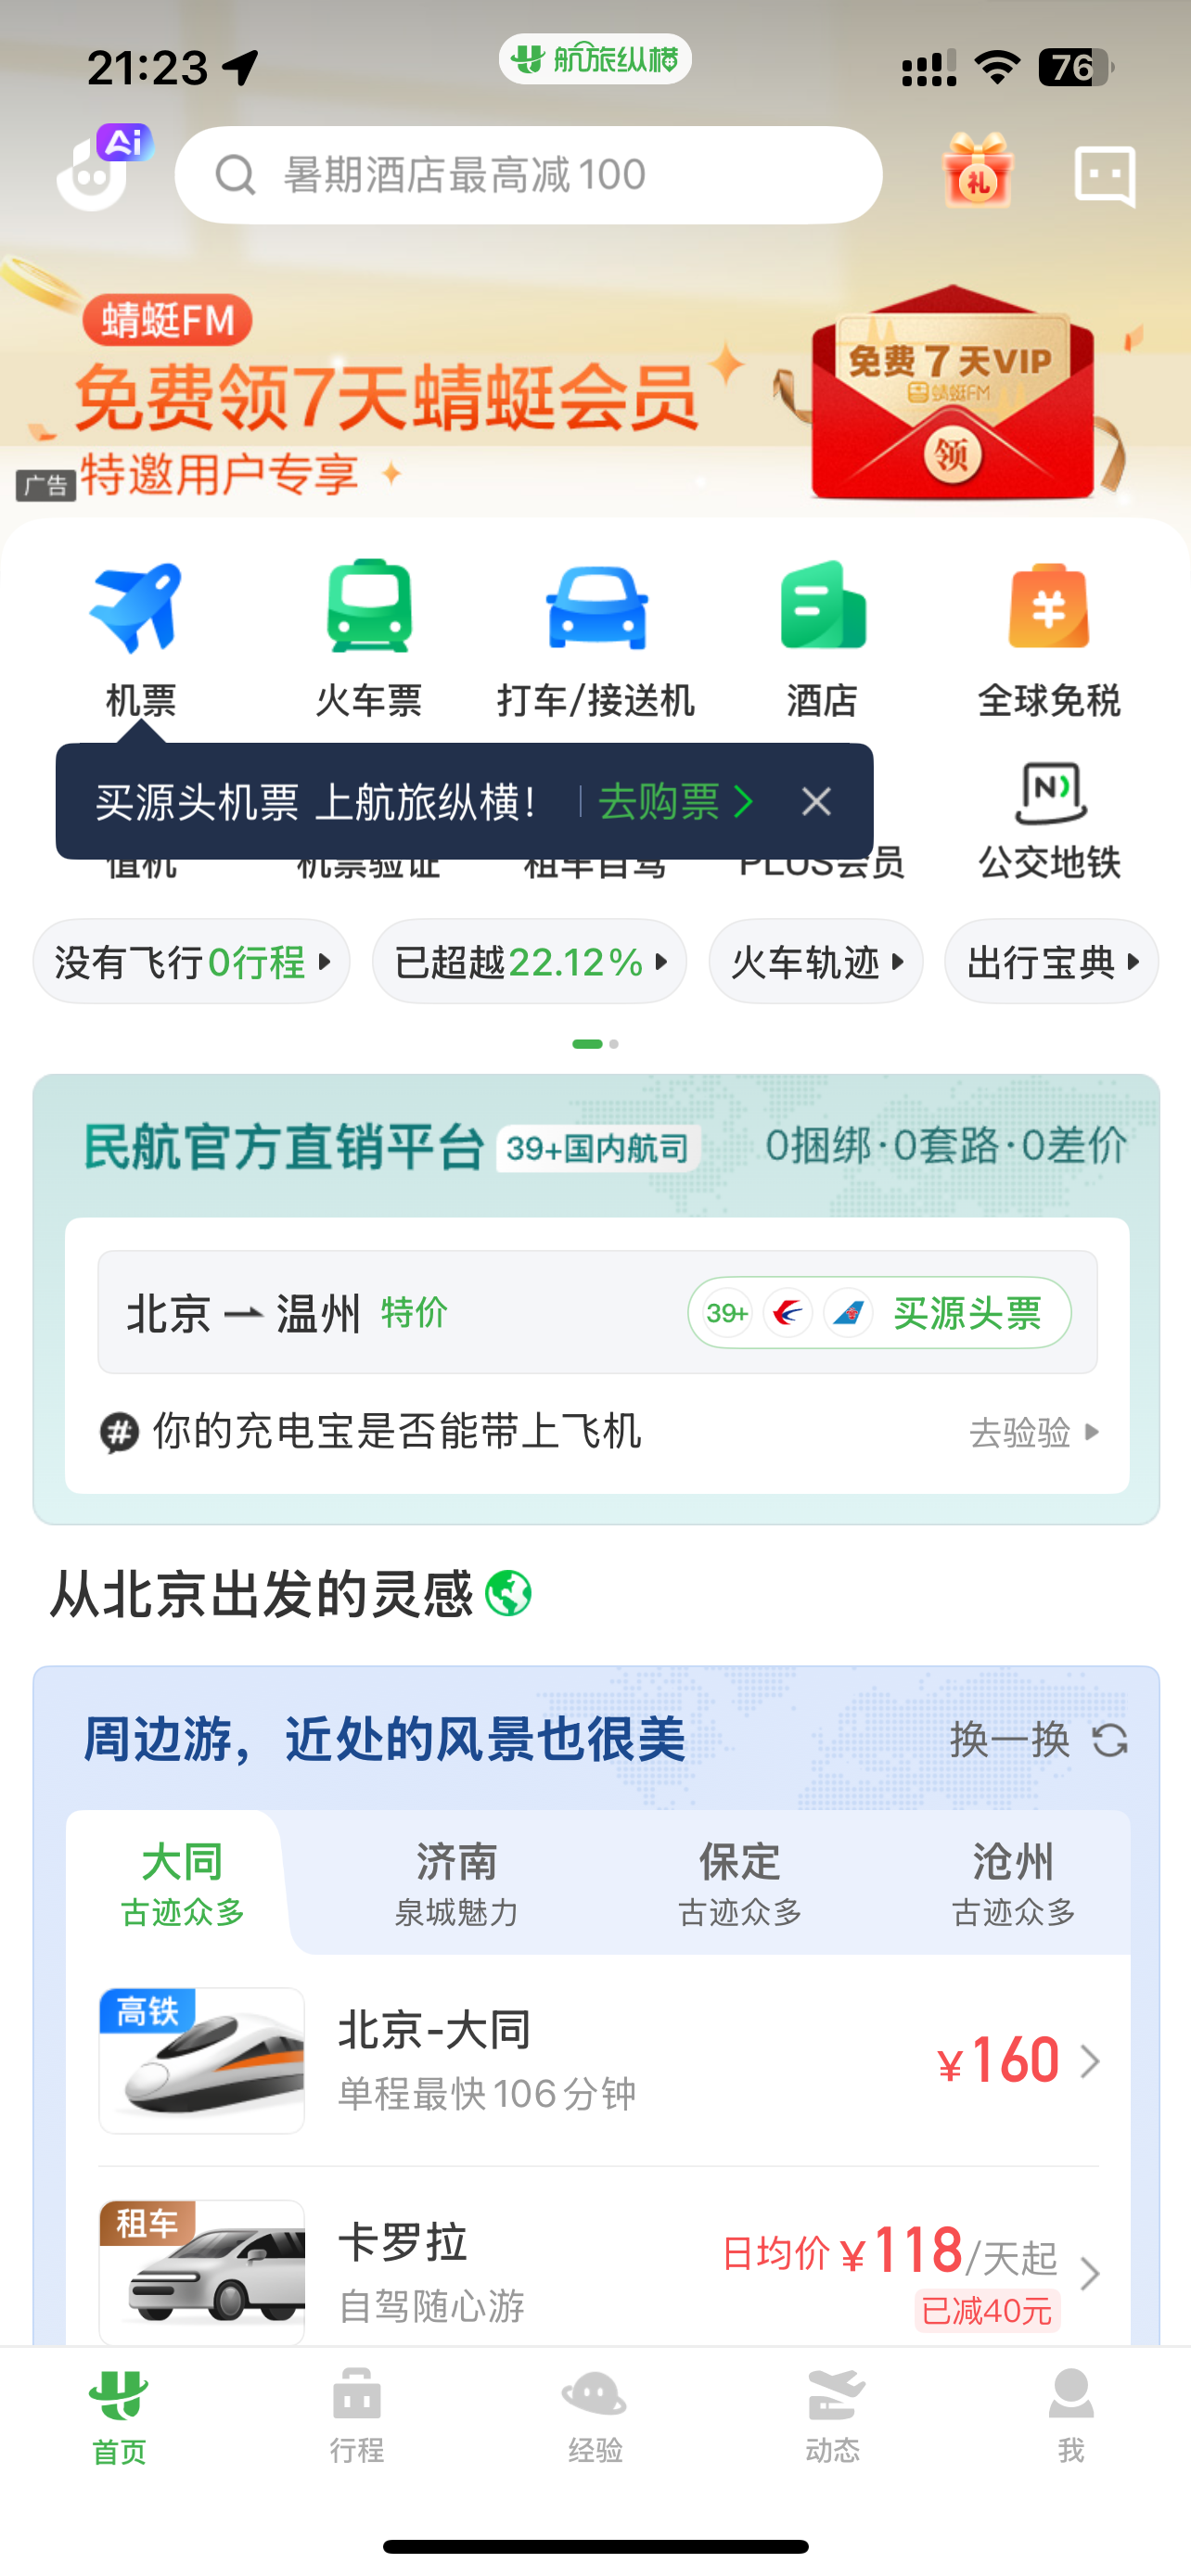 21:23
航旅纵横
76
Ai
暑期酒店最高减100
礼
蜻蜓FM
免费领7天蜻蜓会员
特邀用户专享
广告
免费7天VIP
蜻蜓FM
领
机票
火车票
打车/接送机
酒店
全球免税
买源头机票 上航旅纵横!
去购票
N
值机
机票验证
租车自驾
PLUS会员
公交地铁
没有飞行0行程
已超越22.12%
火车轨迹
出行宝典
民航官方直销平台 39+国内航司 0捆绑·0套路·0差价
北京 温州 特价 39+ 买源头票
# 你的充电宝是否能带上飞机 去验验
从北京出发的灵感
周边游，近处的风景也很美 换一换
大同 济南 保定 沧州
古迹众多 泉城魅力 古迹众多 古迹众多
高铁
北京-大同
单程最快106分钟
¥160
租车
卡罗拉
自驾随心游
日均价¥118/天起
已减40元
首页 行程 经验 动态 我